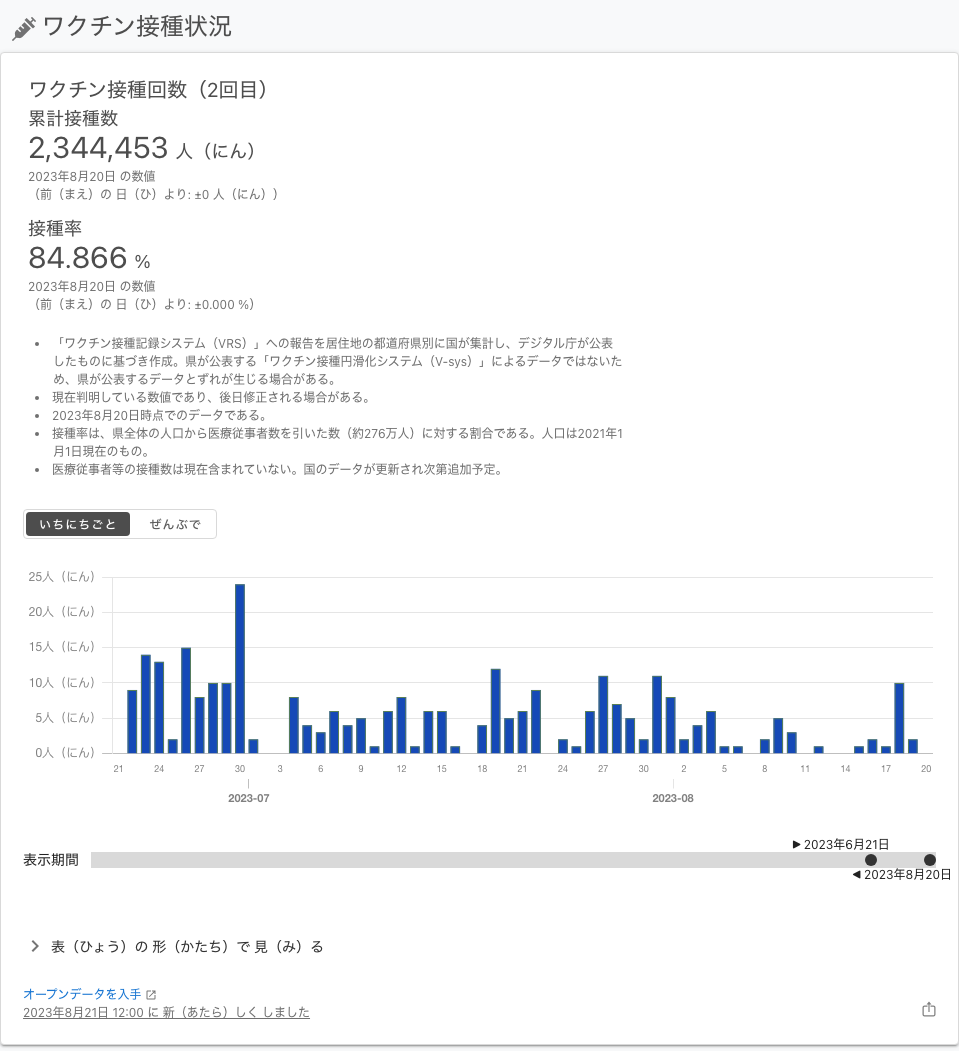 ワクチン接種状況
ワクチン接種回数（2回目）
累計接種数
2,344,453 人（にん）
2023年8月20日 の数値
（前（まえ）の 日（ひ）より: ±0 人（にん））
接種率
84.866 %
2023年8月20日 の数値
（前（まえ）の 日（ひ）より: ±0.000 %）
• 「ワクチン接種記録システム（VRS）」への報告を居住地の都道府県別に国が集計し、デジタル庁が公表
したものに基づき作成。県が公表する「ワクチン接種円滑化システム（V-sys）」によるデータではないた
め、県が公表するデータとずれが生じる場合がある。
• 現在判明している数値であり、後日修正される場合がある。
• 2023年8月20日時点でのデータである。
• 接種率は、県全体の人口から医療従事者数を引いた数（約276万人）に対する割合である。人口は2021年1
月1日現在のもの。
• 医療従事者等の接種数は現在含まれていない。国のデータが更新され次第追加予定。
いちにちごと ぜんぶで
25人（にん）
20人（にん）
15人（にん）
10人（にん）
5人（にん）
0人（にん）
21 24 27 30 3 6 9 12 15 18 21 24 27 30 2 5 8 11 14 17 20
2023-07 2023-08
▶ 2023年6月21日
表示期間
◀ 2023年8月20日
表（ひょう）の 形（かたち）で 見（み）る
オープンデータを入手
2023年8月21日 12:00 に 新（あたら）しく しました